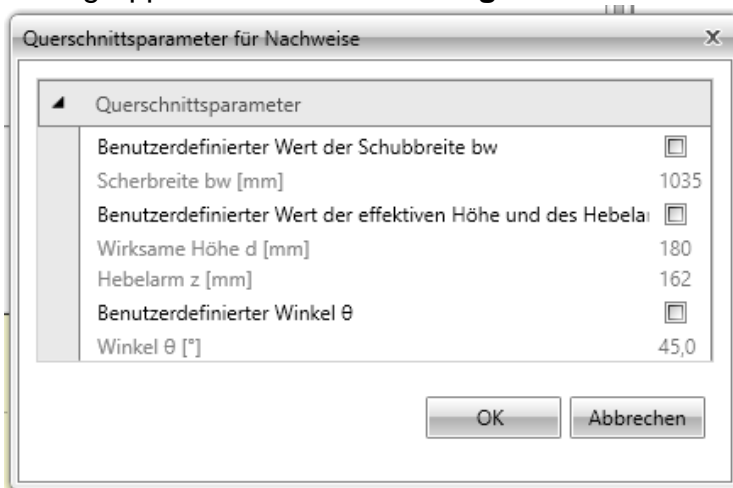 Querschnittsparameter für Nachweise x
Querschnittsparameter
Benutzerdefinierter Wert der Schubbreite bw
Scherbreite bw [mm] 1035
Benutzerdefinierter Wert der effektiven Höhe und des
Wirksame Höhe d [mm] 180
Hebelarm z [mm] 162
Benutzerdefinierter Winkel θ
Winkel θ [°] 45,0
OK Abbrechen